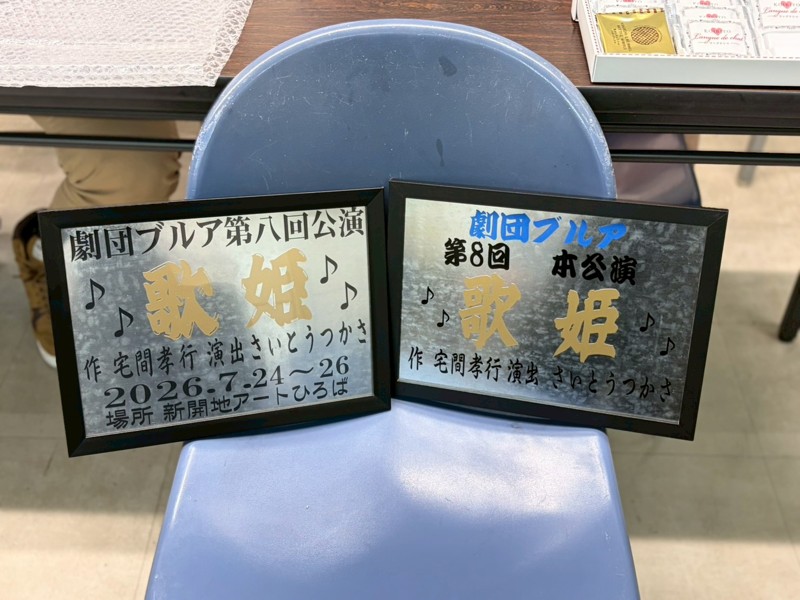 劇団ブルア第八回公演
♪ ♪ 歌姫 ♪ ♪
作 宅間孝行 演出さいとうつかさ
2026.7.24～26
場所 新開地アートひろば
劇団ブルア
第8回 本公演
♪ ♪ 歌姫 ♪ ♪
作 宅間孝行 演出 さいとうつかさ